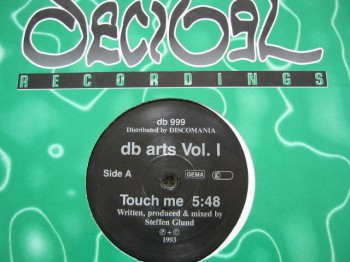 decibel
RECORDINGS
db 999
Distributed by DISCOMANIA
db arts Vol. I
Side A GEMA LC
Touch me 5:48
Written, produced & mixed by
Steffen Glund
℗ + ©
1993